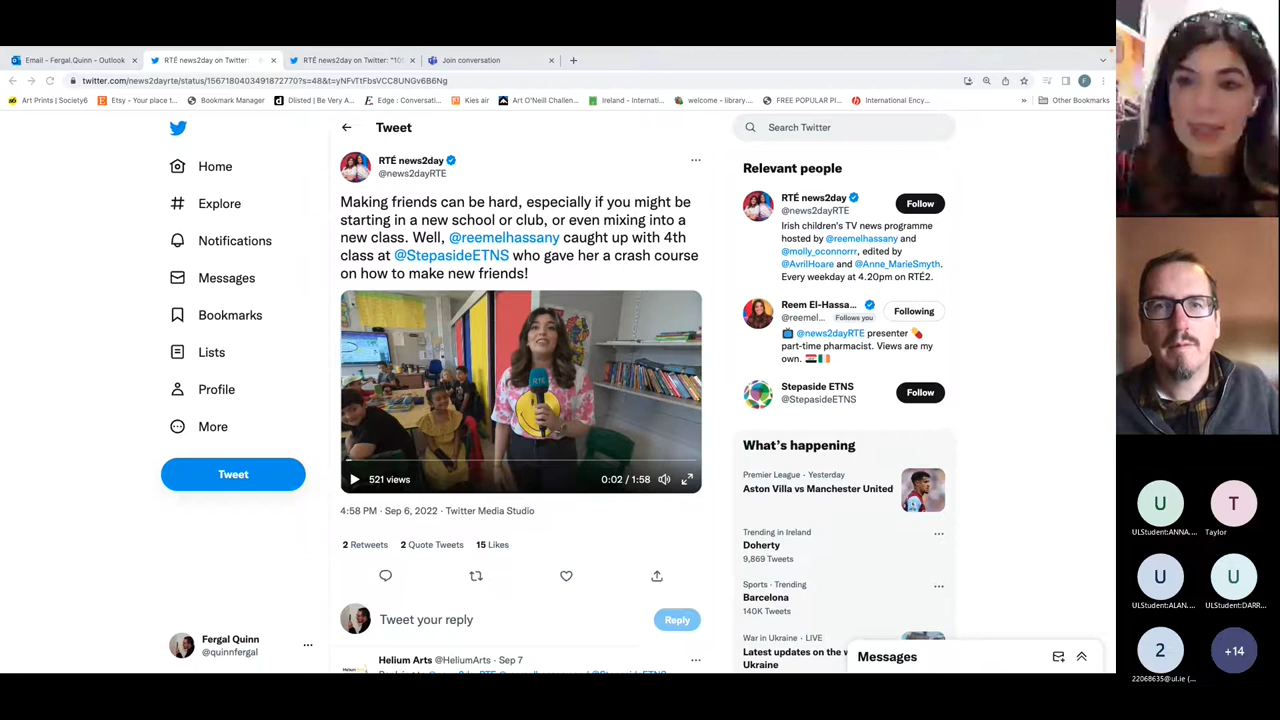 Email - Fergal.Quinn - Outlook
RTÉ news2day on Twitter:
RTÉ news2day on Twitter: "10
Join conversation
twitter.com/news2dayrte/status/1567180403491872770?s=48&t=yNFvTtFbsVCC8UNGv6B6Ng
Art Prints | Society6
Etsy - Your place t...
Bookmark Manager
Dlisted | Be Very A...
Edge : Conversati...
Kies air
Art O'Neill Challen...
Ireland - Internati...
welcome - library....
FREE POPULAR PI...
International Ency...
»
Other Bookmarks
Home
Explore
Notifications
Messages
Bookmarks
Lists
Profile
More
Tweet
Fergal Quinn
@quinnfergal
Tweet
RTÉ news2day
@news2dayRTE
Making friends can be hard, especially if you might be
starting in a new school or club, or even mixing into a
new class. Well, @reemelhassany caught up with 4th
class at @StepasideETNS who gave her a crash course
on how to make new friends!
RTÉ
521 views
0:02 / 1:58
4:58 PM · Sep 6, 2022 · Twitter Media Studio
2 Retweets 2 Quote Tweets 15 Likes
Tweet your reply
Reply
Helium Arts @HeliumArts · Sep 7
Search Twitter
Relevant people
RTÉ news2day
@news2dayRTE
Follow
Irish children's TV news programme
hosted by @reemelhassany and
@molly_oconnorrr, edited by
@AvrilHoare and @Anne_MarieSmyth.
Every weekday at 4.20pm on RTÉ2.
Reem El-Hassa...
@reemel... Follows you
Following
@news2dayRTE presenter
part-time pharmacist. Views are my
own.
Stepaside ETNS
@StepasideETNS
Follow
What's happening
Premier League · Yesterday
Aston Villa vs Manchester United
Trending in Ireland
Doherty
9,869 Tweets
Sports · Trending
Barcelona
140K Tweets
War in Ukraine · LIVE
Latest updates on the w
Ukraine
Messages
U
ULStudent:ANNA....
T
Taylor
U
ULStudent:ALAN....
U
ULStudent:DARR...
2
22068635@ul.ie (...
+14